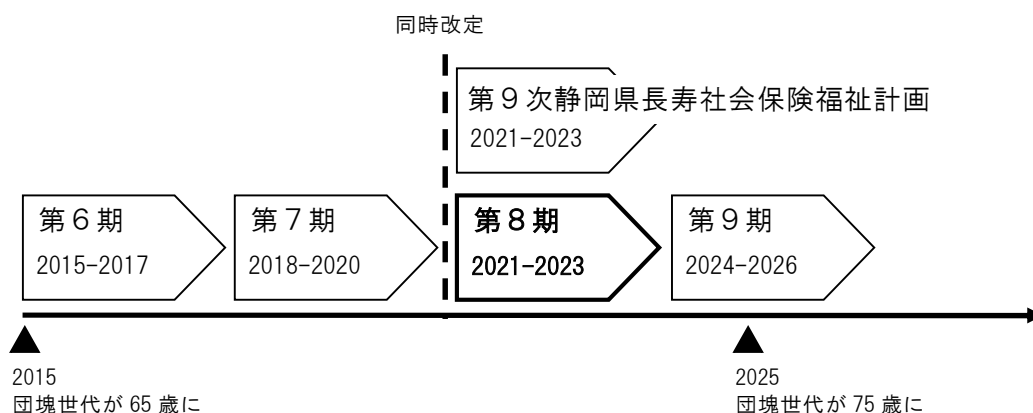 同時改定
第９次静岡県長寿社会保険福祉計画
2021-2023
第６期
2015-2017
第７期
2018-2020
第８期
2021-2023
第９期
2024-2026
2015
団塊世代が 65 歳に
2025
団塊世代が 75 歳に